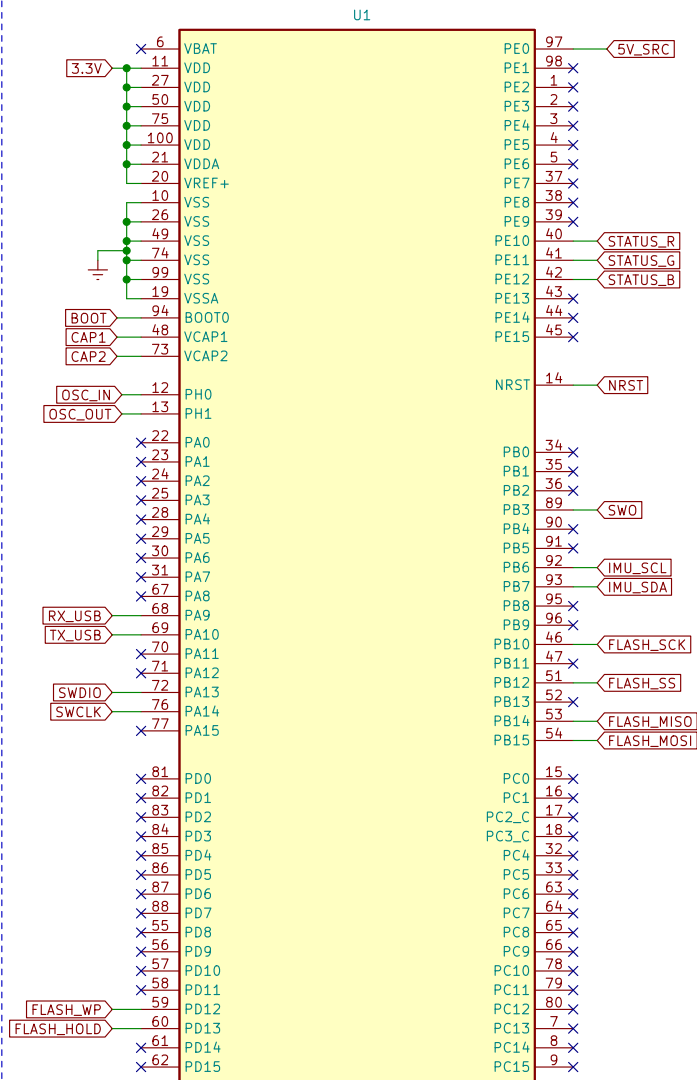 U1
6 VBAT PE0 97 5V_SRC
3.3V 11 VDD PE1 98
27 VDD PE2 1
50 VDD PE3 2
75 VDD PE4 3
100 VDD PE5 4
21 VDDA PE6 5
20 VREF+ PE7 37
10 VSS PE8 38
26 VSS PE9 39
49 VSS PE10 40 STATUS_R
74 VSS PE11 41 STATUS_G
99 VSS PE12 42 STATUS_B
19 VSSA PE13 43
BOOT 94 BOOT0 PE14 44
CAP1 48 VCAP1 PE15 45
CAP2 73 VCAP2
NRST 14 NRST
OSC_IN 12 PH0
OSC_OUT 13 PH1
22 PA0 PB0 34
23 PA1 PB1 35
24 PA2 PB2 36
25 PA3 PB3 89 SWO
28 PA4 PB4 90
29 PA5 PB5 91
30 PA6 PB6 92 IMU_SCL
31 PA7 PB7 93 IMU_SDA
67 PA8 PB8 95
RX_USB 68 PA9 PB9 96
TX_USB 69 PA10 PB10 46 FLASH_SCK
70 PA11 PB11 47
71 PA12 PB12 51 FLASH_SS
SWDIO 72 PA13 PB13 52
SWCLK 76 PA14 PB14 53 FLASH_MISO
77 PA15 PB15 54 FLASH_MOSI
81 PD0 PC0 15
82 PD1 PC1 16
83 PD2 PC2_C 17
84 PD3 PC3_C 18
85 PD4 PC4 32
86 PD5 PC5 33
87 PD6 PC6 63
88 PD7 PC7 64
55 PD8 PC8 65
56 PD9 PC9 66
57 PD10 PC10 78
58 PD11 PC11 79
FLASH_WP 59 PD12 PC12 80
FLASH_HOLD 60 PD13 PC13 7
61 PD14 PC14 8
62 PD15 PC15 9